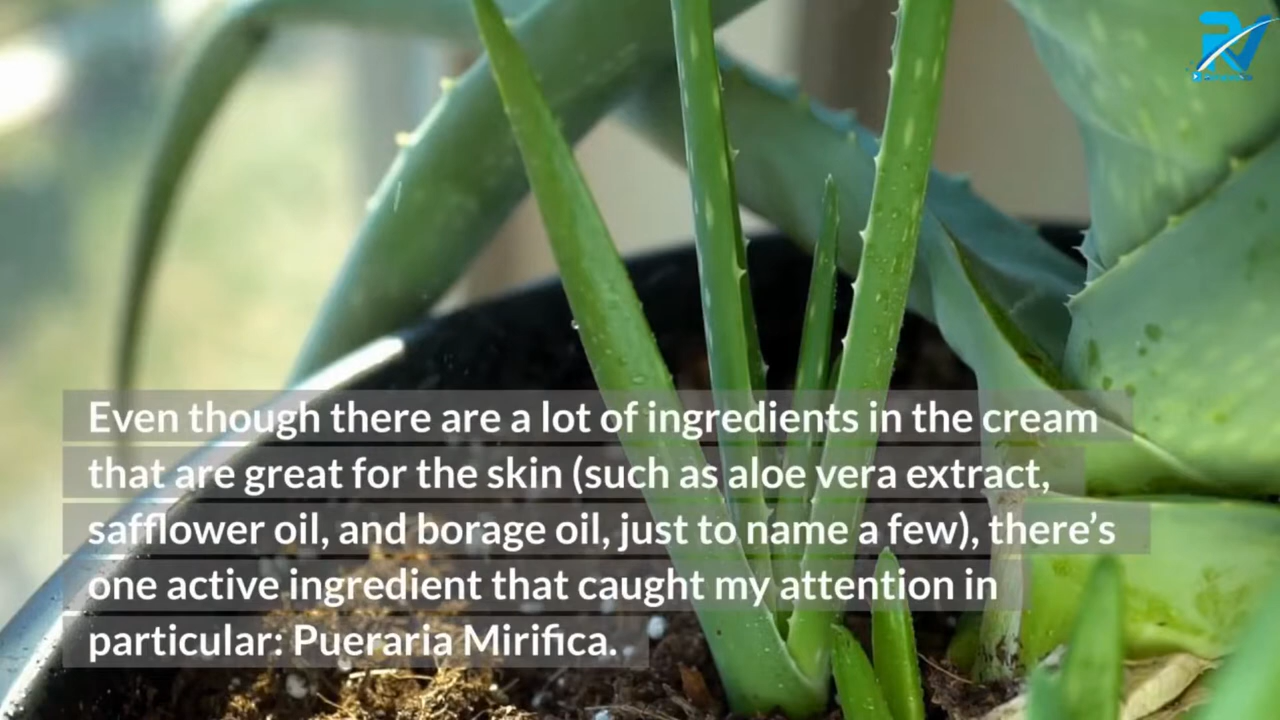 Even though there are a lot of ingredients in the cream
that are great for the skin (such as aloe vera extract,
safflower oil, and borage oil, just to name a few), there’s
one active ingredient that caught my attention in
particular: Pueraria Mirifica.